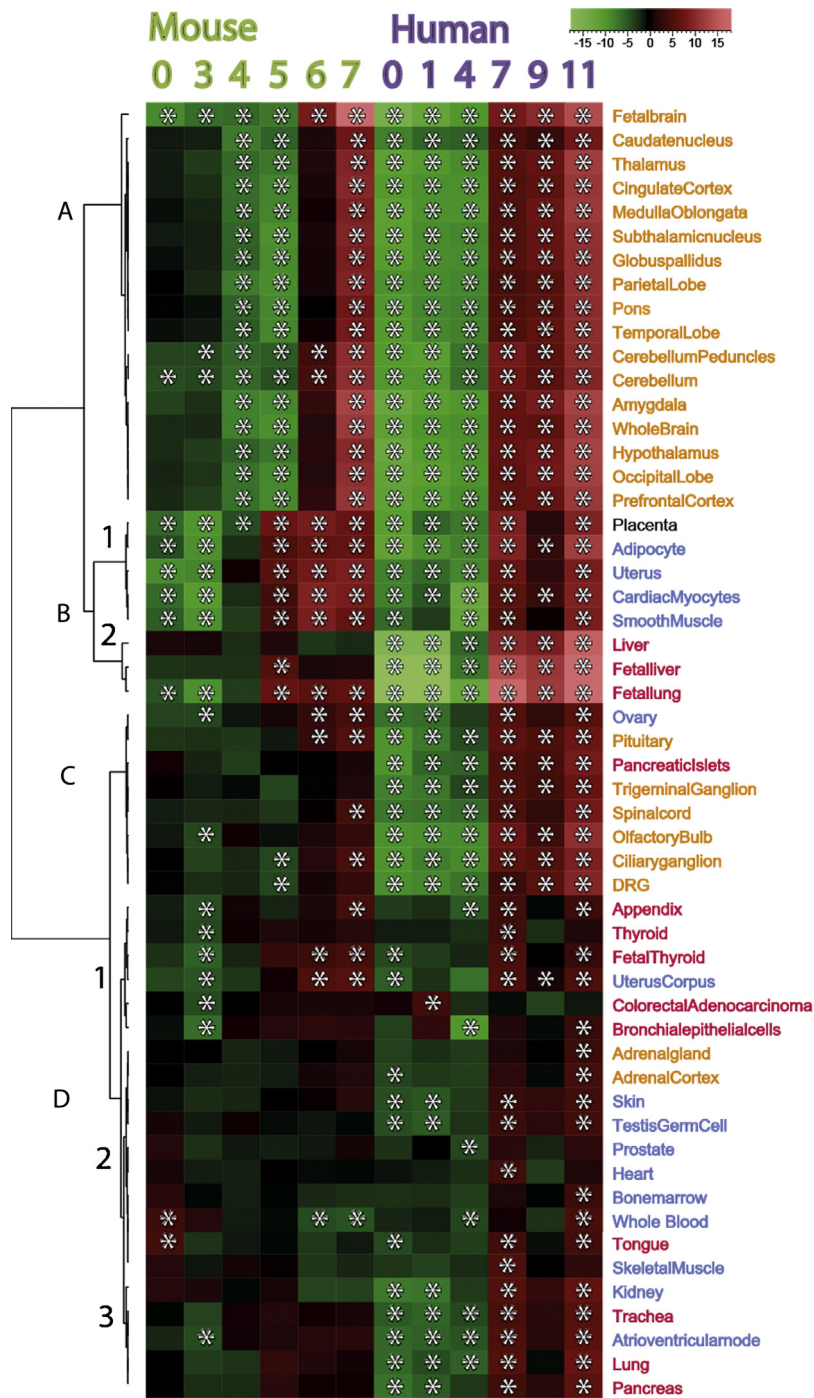 Mouse Human
-15 -10 -5 0 5 10 15
0 3 4 5 6 7 0 1 4 7 9 11
Fetalbrain
Caudatenucleus
Thalamus
CingulateCortex
A
MedullaOblongata
Subthalamicnucleus
Globuspallidus
ParietalLobe
Pons
TemporalLobe
CerebellumPeduncles
Cerebellum
Amygdala
WholeBrain
Hypothalamus
OccipitalLobe
PrefrontalCortex
Placenta
1
Adipocyte
Uterus
CardiacMyocytes
B
SmoothMuscle
2
Liver
Fetalliver
Fetallung
Ovary
Pituitary
PancreaticIslets
C
TrigeminalGanglion
Spinalcord
OlfactoryBulb
Ciliaryganglion
DRG
Appendix
Thyroid
FetalThyroid
1
UterusCorpus
ColorectalAdenocarcinoma
Bronchialepithelialcells
Adrenalgland
AdrenalCortex
D
Skin
TestisGermCell
Prostate
2
Heart
Bonemarrow
Whole Blood
Tongue
SkeletalMuscle
Kidney
3
Trachea
Atrioventricularnode
Lung
Pancreas